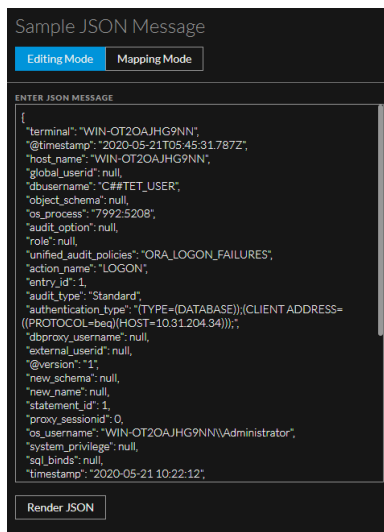 Sample JSON Message
Editing Mode Mapping Mode
ENTER JSON MESSAGE
{
"terminal": "WIN-OT2OAJHG9NN",
"@timestamp": "2020-05-21T05:45:31.787Z",
"host_name": "WIN-OT2OAJHG9NN",
"global_userid": null,
"dbusername": "C##TET_USER",
"object_schema": null,
"os_process": "7992:5208",
"audit_option": null,
"role": null,
"unified_audit_policies": "ORA_LOGON_FAILURES",
"action_name": "LOGON",
"entry_id": 1,
"audit_type": "Standard",
"authentication_type": "(TYPE=(DATABASE));(CLIENT ADDRESS=
((PROTOCOL=beq)(HOST=10.31.204.34)));",
"dbproxy_username": null,
"external_userid": null,
"@version": "1",
"new_schema": null,
"new_name": null,
"statement_id": 1,
"proxy_sessionid": 0,
"os_username": "WIN-OT2OAJHG9NN\\Administrator",
"system_privilege": null,
"sql_binds": null,
"timestamp": "2020-05-21 10:22:12",
Render JSON